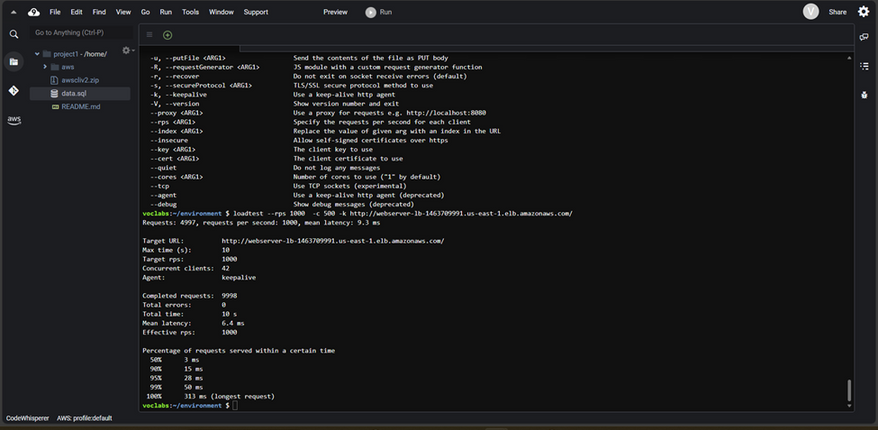 File Edit Find View Go Run Tools Window Support Preview Run V Share
Go to Anything (Ctrl-P)
project1 - /home/
aws
awscliv2.zip
data.sql
README.md
aws
-u, --putFile <ARG1> Send the contents of the file as PUT body
-R, --requestGenerator <ARG1> JS module with a custom request generator function
-r, --recover Do not exit on socket receive errors (default)
-s, --secureProtocol <ARG1> TLS/SSL secure protocol method to use
-k, --keepalive Use a keep-alive http agent
-V, --version Show version number and exit
--proxy <ARG1> Use a proxy for requests e.g. http://localhost:8080
--rps <ARG1> Specify the requests per second for each client
--index <ARG1> Replace the value of given arg with an index in the URL
--insecure Allow self-signed certificates over https
--key <ARG1> The client key to use
--cert <ARG1> The client certificate to use
--quiet Do not log any messages
--cores <ARG1> Number of cores to use ("1" by default)
--tcp Use TCP sockets (experimental)
--agent Use a keep-alive http agent (deprecated)
--debug Show debug messages (deprecated)
voclabs:~/environment $ loadtest --rps 1000 -c 500 -k http://webserver-lb-1463709991.us-east-1.elb.amazonaws.com/
Requests: 4997, requests per second: 1000, mean latency: 9.3 ms
Target URL: http://webserver-lb-1463709991.us-east-1.elb.amazonaws.com/
Max time (s): 10
Target rps: 1000
Concurrent clients: 42
Agent: keepalive
Completed requests: 9998
Total errors: 0
Total time: 10 s
Mean latency: 6.4 ms
Effective rps: 1000
Percentage of requests served within a certain time
50% 3 ms
90% 15 ms
95% 28 ms
99% 50 ms
100% 313 ms (longest request)
voclabs:~/environment $
CodeWhisperer AWS: profile:default